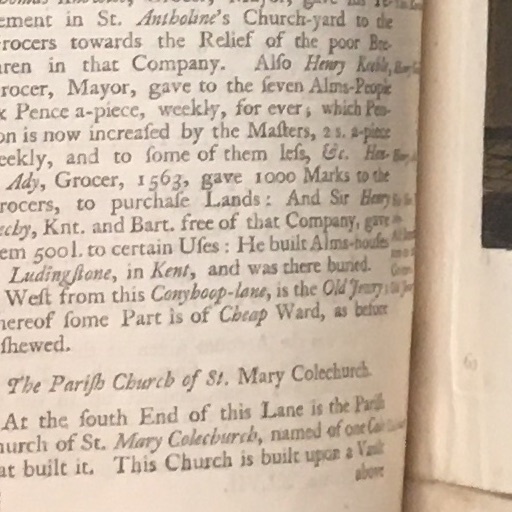 ement in St. Antholine's Church-yard to the
rocers towards the Relief of the poor Bre-
ren in that Company. Alſo Henry Keeble,
rocer, Mayor, gave to the ſeven Alms-People
x Pence a-piece, weekly, for ever, which Pen-
on is now increaſed by the Maſters, 2 s. a-piece
eekly, and to ſome of them leſs, &c. Hen-
Ady, Grocer, 1563, gave 1000 Marks to the
rocers, to purchaſe Lands: And Sir Henry
eeby, Knt. and Bart. free of that Company, gave
em 500 l. to certain Uſes: He built Alms-houſes
Ludingſtone, in Kent, and was there buried.
Weſt from this Conyhoop-lane, is the Old Jewry;
hereof ſome Part is of Cheap Ward, as before
ſhewed.
The Pariſh Church of St. Mary Colechurch.
At the ſouth End of this Lane is the Pariſh
hurch of St. Mary Colechurch, named of one
at built it. This Church is built upon a Vault
above